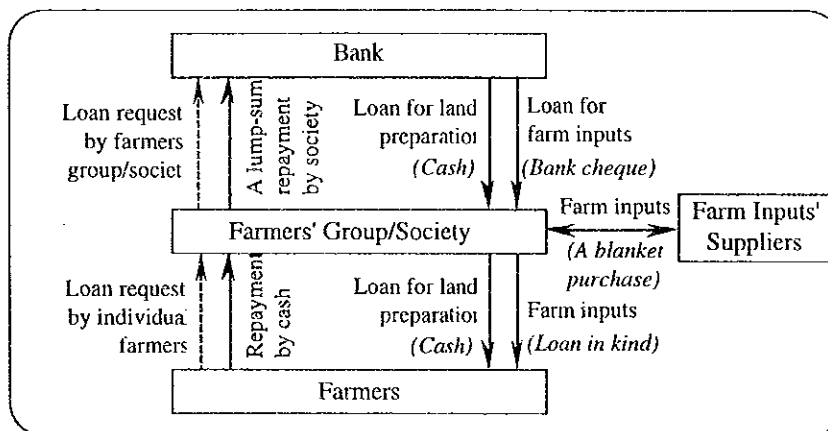 Bank
Loan request
by farmers
group/societ
A lump-sum
repayment
by society
Loan for land
preparation
(Cash)
Loan for
farm inputs
(Bank cheque)
Farmers' Group/Society
Farm inputs
(A blanket
purchase)
Farm Inputs'
Suppliers
Loan request
by individual
farmers
Repayment
by cash
Loan for land
preparation
(Cash)
Farm inputs
(Loan in kind)
Farmers